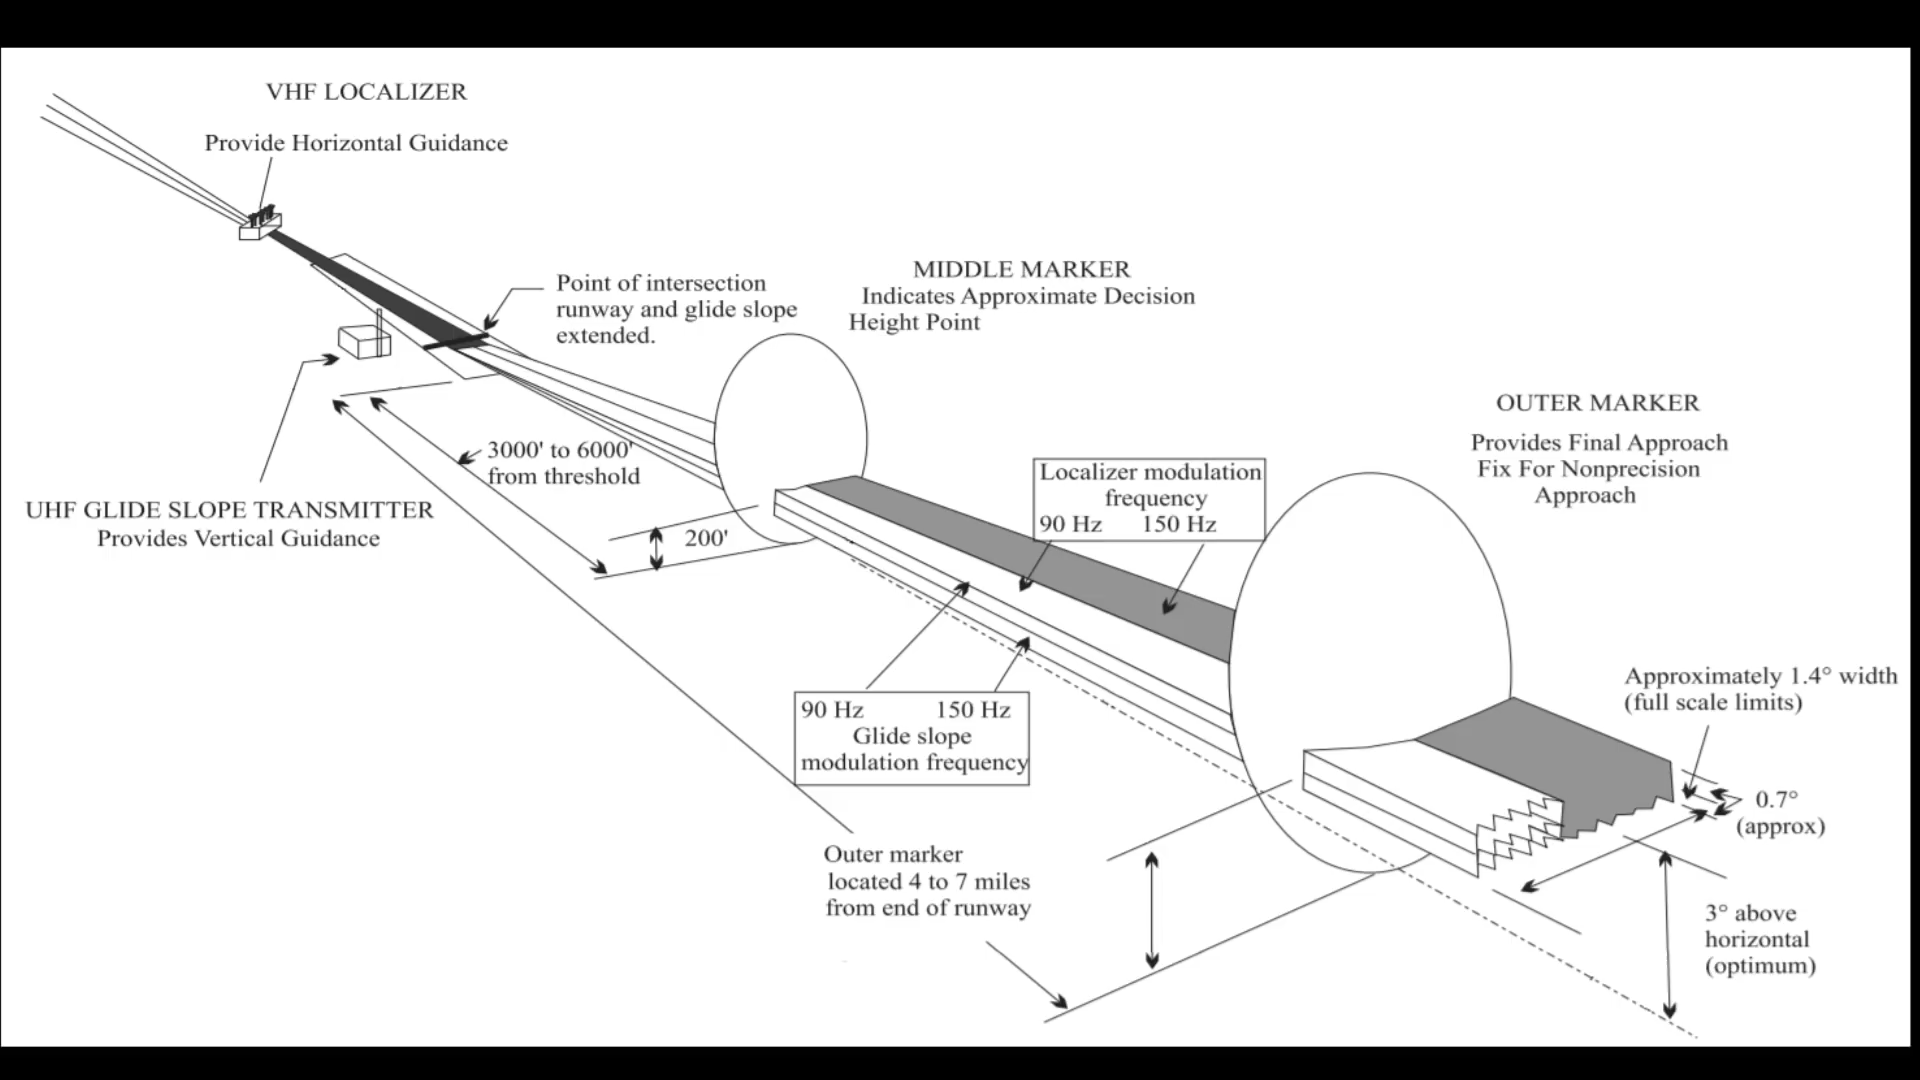 VHF LOCALIZER
Provide Horizontal Guidance
Point of intersection
runway and glide slope
extended.
MIDDLE MARKER
Indicates Approximate Decision
Height Point
OUTER MARKER
Provides Final Approach
Fix For Nonprecision
Approach
3000' to 6000'
from threshold
UHF GLIDE SLOPE TRANSMITTER
Provides Vertical Guidance
200'
Localizer modulation
frequency
90 Hz 150 Hz
90 Hz 150 Hz
Glide slope
modulation frequency
Approximately 1.4° width
(full scale limits)
0.7°
(approx)
Outer marker
located 4 to 7 miles
from end of runway
3° above
horizontal
(optimum)